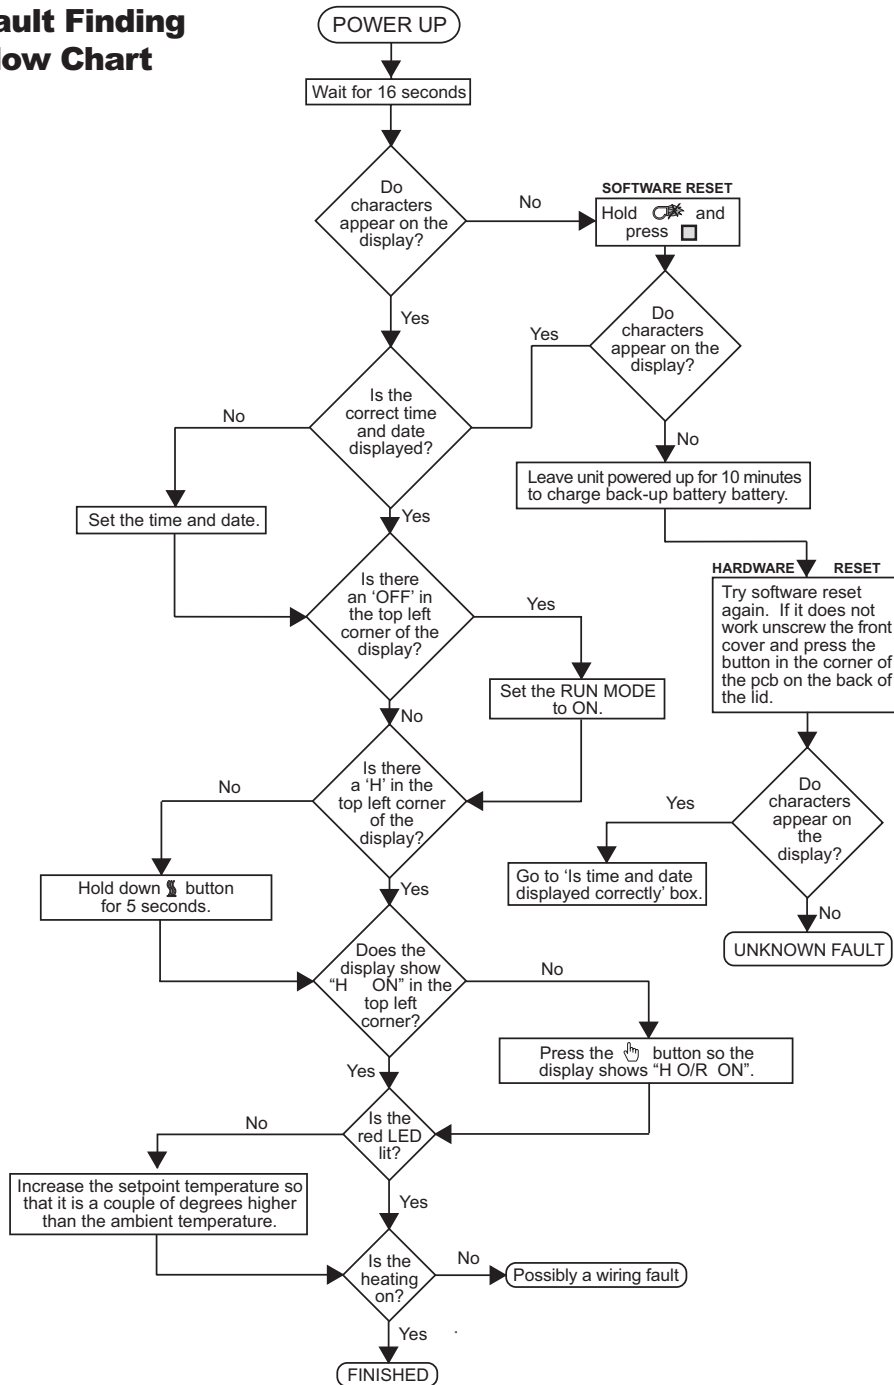 ault Finding
low Chart
POWER UP
Wait for 16 seconds
Do
characters
appear on the
display?
No
SOFTWARE RESET
Hold and
press
Yes
Do
characters
appear on the
display?
Yes
Is the
correct time
and date
displayed?
No
No
Leave unit powered up for 10 minutes
to charge back-up battery battery.
Set the time and date.
Yes
HARDWARE RESET
Try software reset
again. If it does not
work unscrew the front
cover and press the
button in the corner of
the pcb on the back of
the lid.
Is there
an ‘OFF’ in
the top left
corner of the
display?
Yes
Set the RUN MODE
to ON.
No
Is there
a ‘H’ in the
top left corner
of the
display?
No
Do
characters
appear on
the
display?
Yes
Go to ‘Is time and date
displayed correctly’ box.
No
UNKNOWN FAULT
Hold down button
for 5 seconds.
Yes
Does the
display show
“H ON” in the
top left
corner?
No
Press the button so the
display shows “H O/R ON”.
Yes
Is the
red LED
lit?
No
Increase the setpoint temperature so
that it is a couple of degrees higher
than the ambient temperature.
Yes
Is the
heating
on?
No
Possibly a wiring fault
Yes
FINISHED